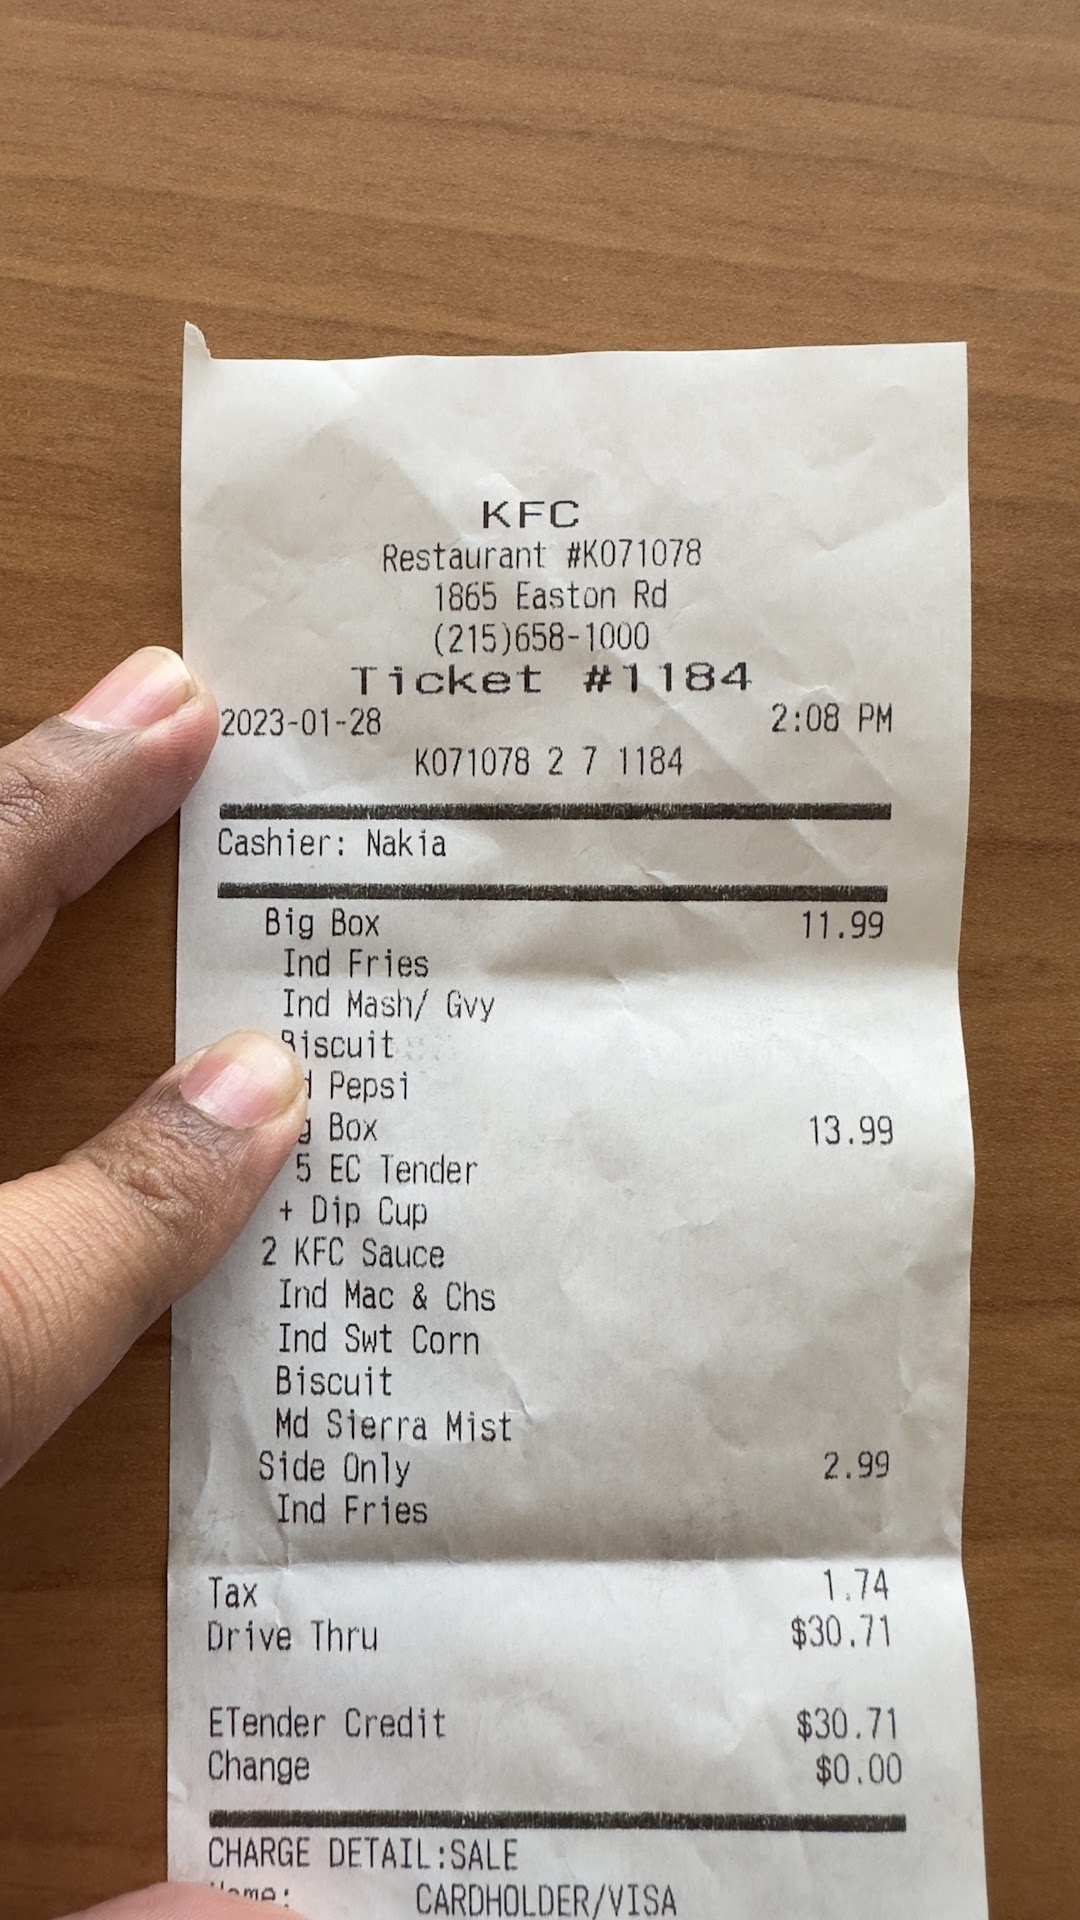 KFC
Restaurant #K071078
1865 Easton Rd
(215)658-1000
Ticket #1184
2023-01-28 2:08 PM
K071078 2 7 1184
Cashier: Nakia
Big Box 11.99
Ind Fries
Ind Mash/ Gvy
Biscuit
Pepsi
Box 13.99
5 EC Tender
+ Dip Cup
2 KFC Sauce
Ind Mac & Chs
Ind Swt Corn
Biscuit
Md Sierra Mist
Side Only 2.99
Ind Fries
Tax 1.74
Drive Thru $30.71
ETender Credit $30.71
Change $0.00
CHARGE DETAIL:SALE
CARDHOLDER/VISA